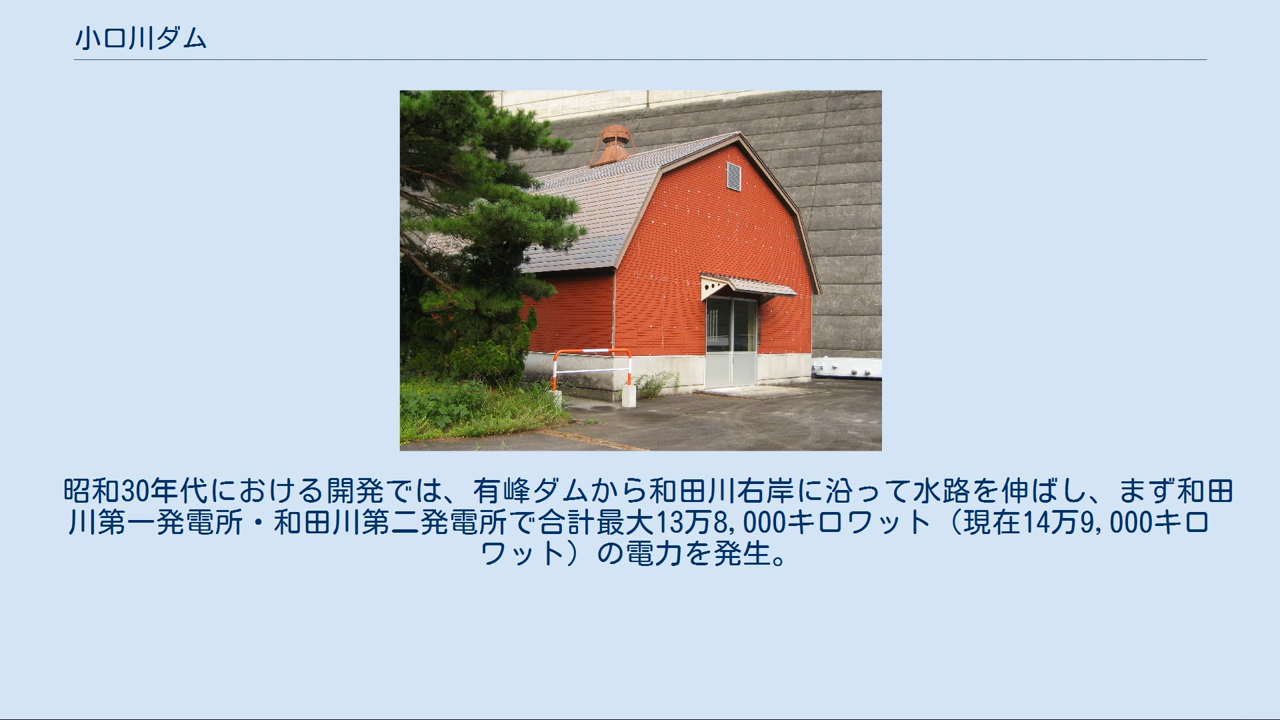 小口川ダム
昭和30年代における開発では、有峰ダムから和田川右岸に沿って水路を伸ばし、まず和田
川第一発電所・和田川第二発電所で合計最大13万8,000キロワット（現在14万9,000キロ
ワット）の電力を発生。